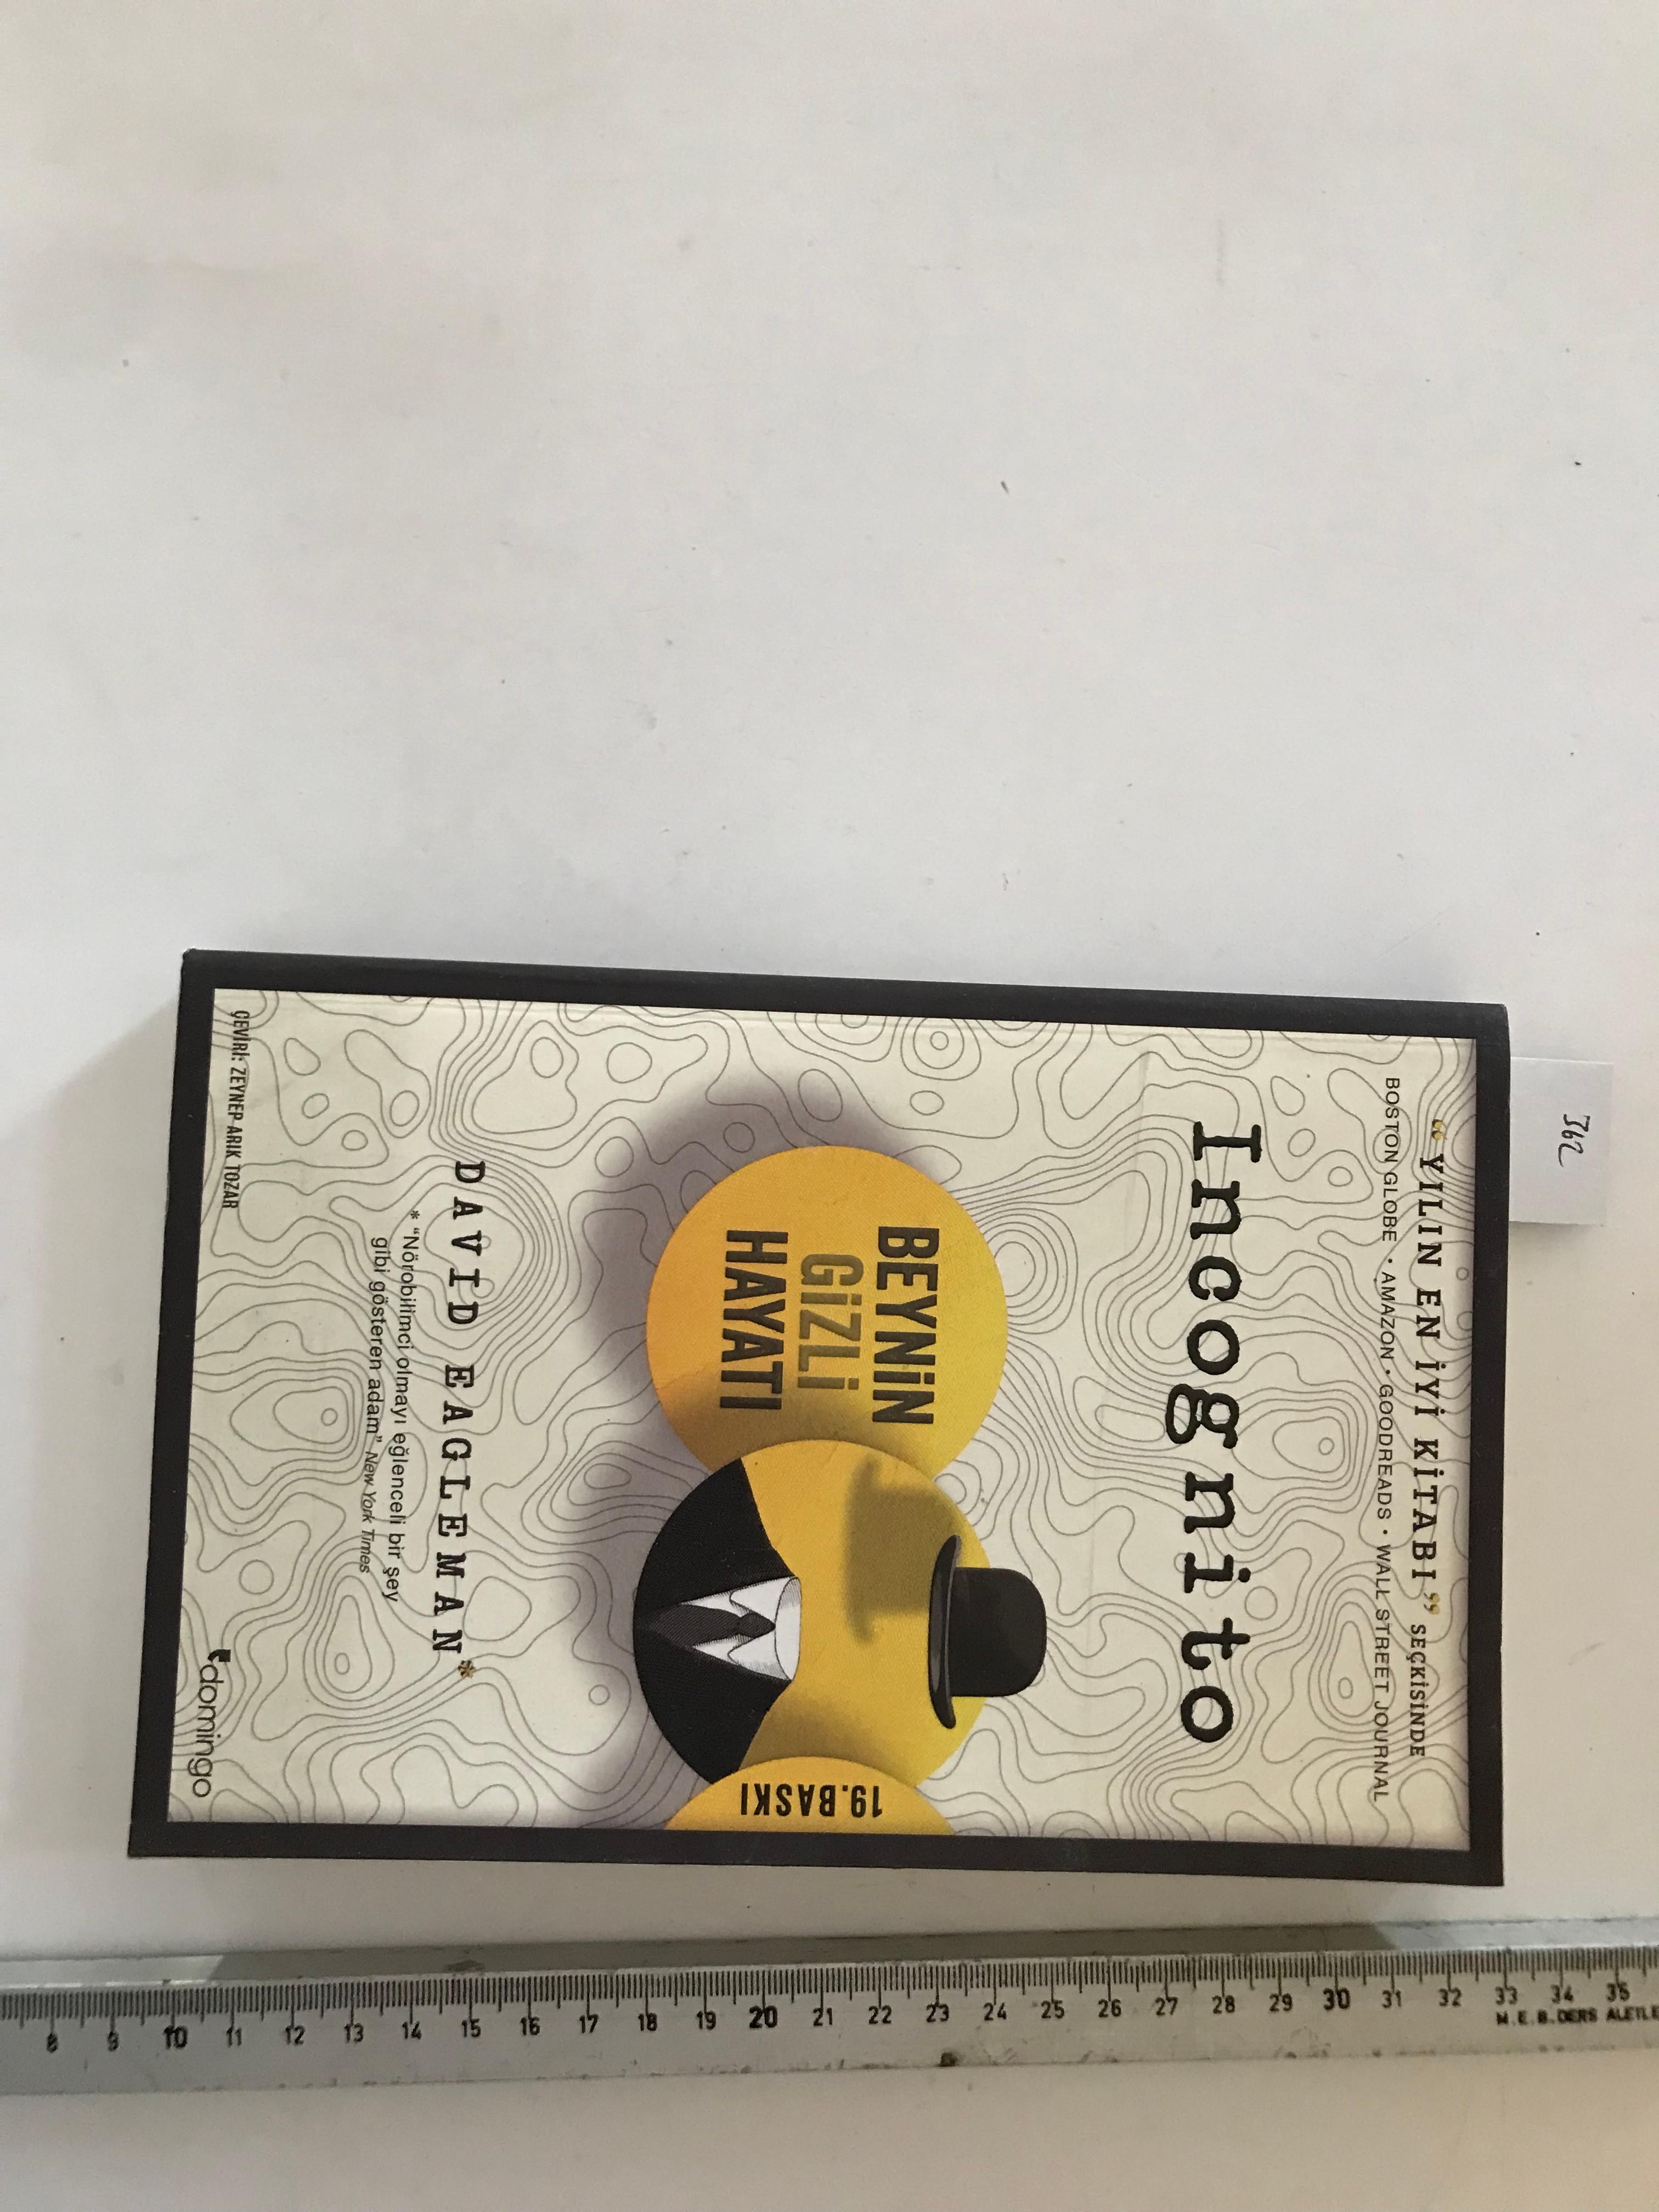 362
“YILIN EN İYİ KİTABI” SEÇKİSİNDE
BOSTON GLOBE • AMAZON • GOODREADS • WALL STREET JOURNAL
Incognito
BEYNİN
GİZLİ
HAYATI
19.BASKI
DAVID EAGLEMAN*
* “Nörobilimci olmayı eğlenceli bir şey
gibi gösteren adam” New York Times
ÇEVİRİ: ZEYNEP ARIK TOZAR
domingo
8 9 10 11 12 13 14 15 16 17 18 19 20 21 22 23 24 25 26 27 28 29 30 31 32 33 34 35
M.E.B.DERS ALETLE